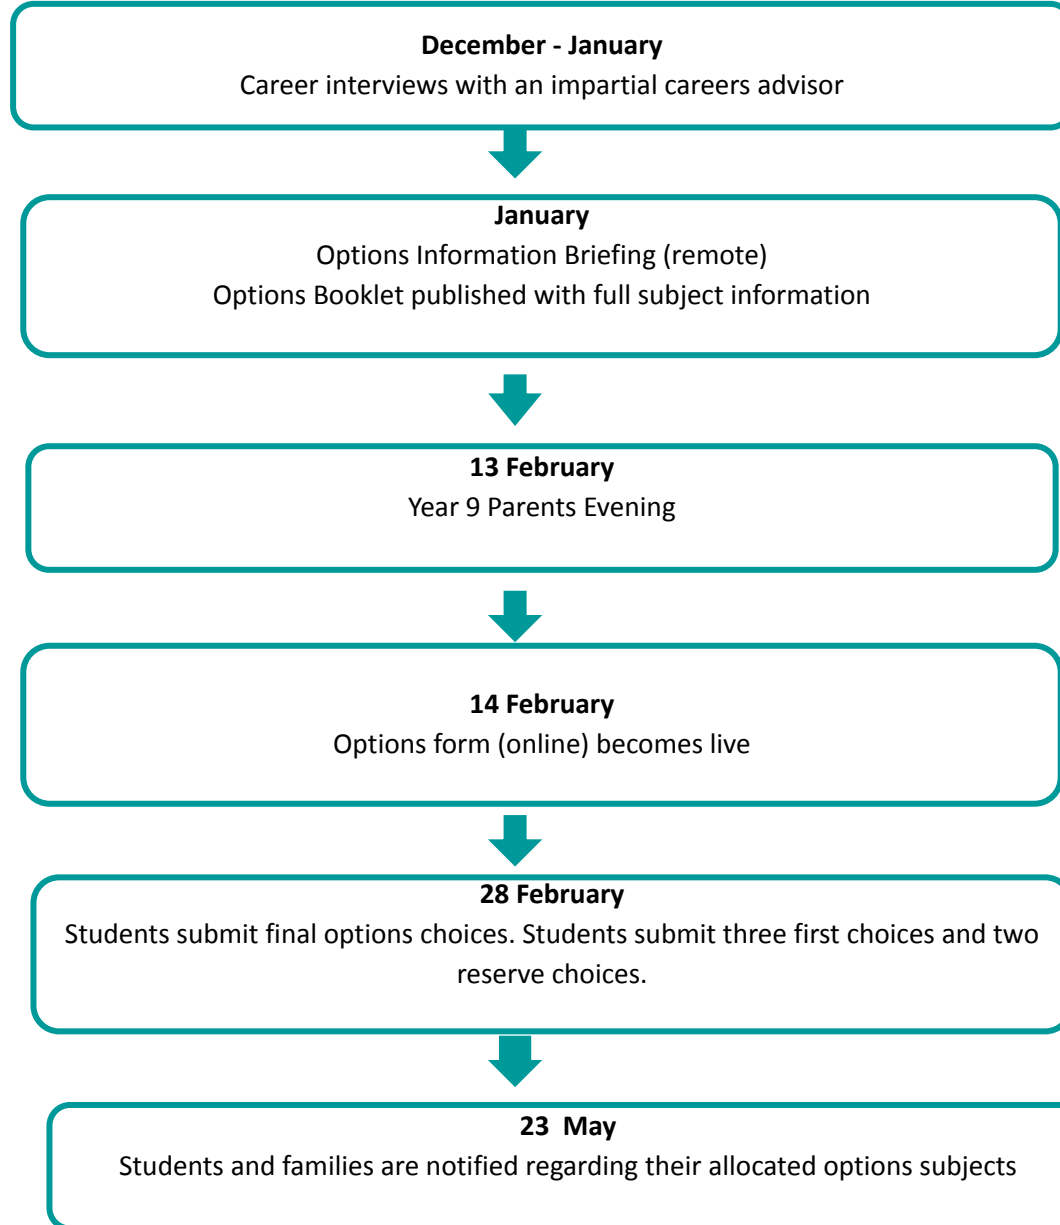 December - January
Career interviews with an impartial careers advisor
January
Options Information Briefing (remote)
Options Booklet published with full subject information
13 February
Year 9 Parents Evening
14 February
Options form (online) becomes live
28 February
Students submit final options choices. Students submit three first choices and two
reserve choices.
23  May
Students and families are notified regarding their allocated options subjects